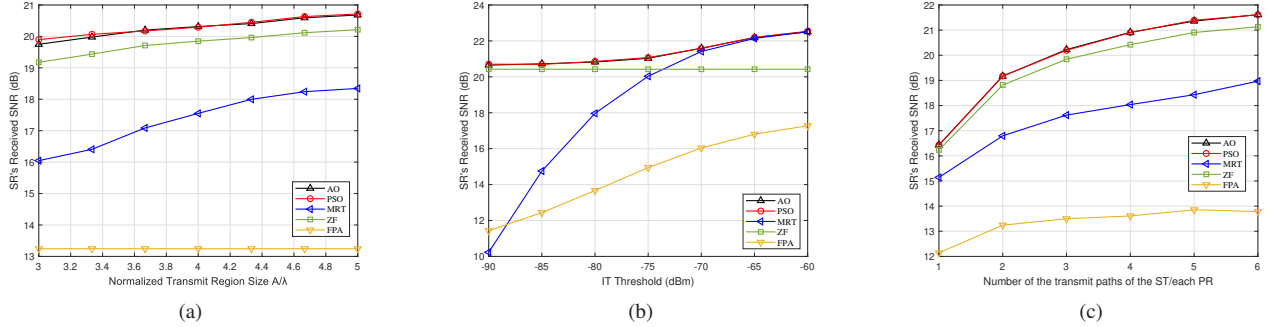 21
20
19
18
17
16
15
14
13
SR's Received SNR (dB)
3 3.2 3.4 3.6 3.8 4 4.2 4.4 4.6 4.8 5
Normalized Transmit Region Size A/λ
AO
PSO
MRT
ZF
FPA
(a)
26
24
22
20
18
16
14
12
10
SR's Received SNR (dB)
-90 -85 -80 -75 -70 -65 -60
IT Threshold (dBm)
AO
PSO
MRT
ZF
FPA
(b)
22
21
20
19
18
17
16
15
14
13
12
SR's Received SNR (dB)
1 2 3 4 5 6
Number of the transmit paths of the ST/each PR
AO
PSO
MRT
ZF
FPA
(c)